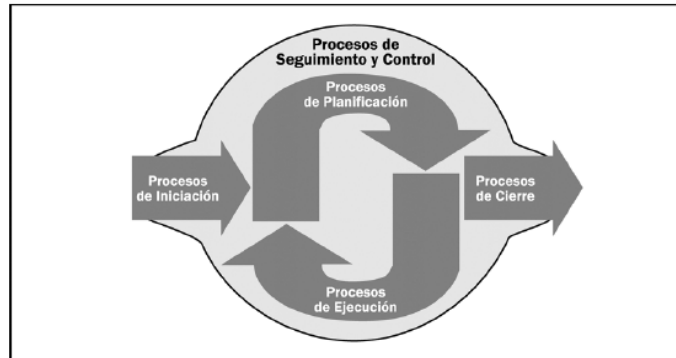 Procesos de
Seguimiento y Control
Procesos
de Planificación
Procesos
de Iniciación
Procesos
de Cierre
Procesos
de Ejecución